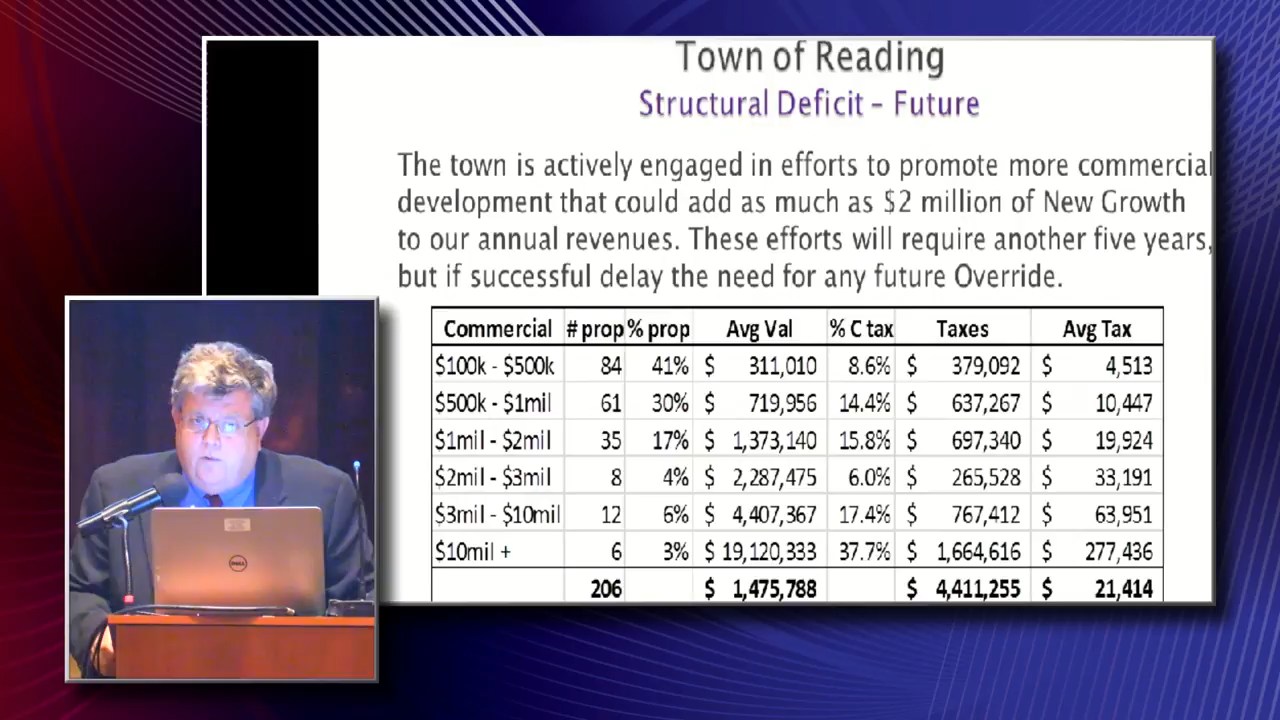 Town of Reading
Structural Deficit – Future
The town is actively engaged in efforts to promote more commercial
development that could add as much as $2 million of New Growth
to our annual revenues. These efforts will require another five years,
but if successful delay the need for any future Override.
Commercial # prop % prop Avg Val % C tax Taxes Avg Tax
$100k - $500k 84 41% $ 311,010 8.6% $ 379,092 $ 4,513
$500k - $1mil 61 30% $ 719,956 14.4% $ 637,267 $ 10,447
$1mil - $2mil 35 17% $ 1,373,140 15.8% $ 697,340 $ 19,924
$2mil - $3mil 8 4% $ 2,287,475 6.0% $ 265,528 $ 33,191
$3mil - $10mil 12 6% $ 4,407,367 17.4% $ 767,412 $ 63,951
$10mil + 6 3% $ 19,120,333 37.7% $ 1,664,616 $ 277,436
206 $ 1,475,788 $ 4,411,255 $ 21,414
DELL